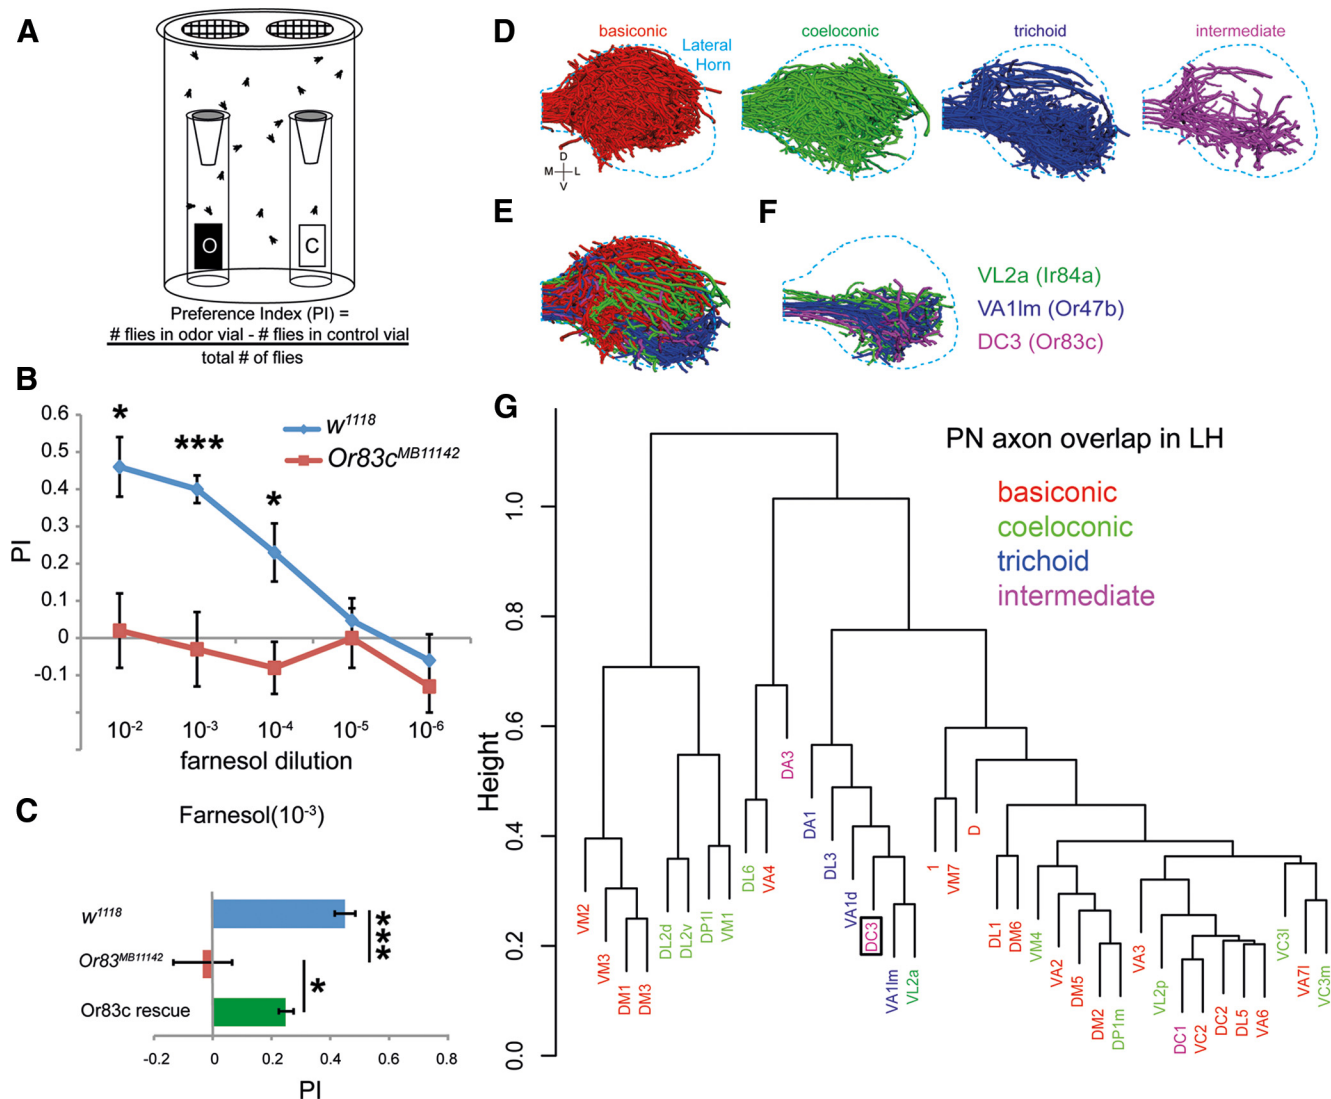 A
O
C
Preference Index (PI) =
# flies in odor vial - # flies in control vial
total # of flies
B
0.6
0.5
0.4
0.3
0.2
0.1
0
-0.1
PI
*
***
*
w1118
Or83cMB11142
10-2
10-3
10-4
10-5
10-6
farnesol dilution
C
Farnesol(10-3)
w1118
Or83MB11142
Or83c rescue
***
*
-0.2
0
0.2
0.4
0.6
0.8
PI
D
basiconic
Lateral
Horn
coeloconic
trichoid
intermediate
D
M
L
V
E
F
VL2a (Ir84a)
VA1lm (Or47b)
DC3 (Or83c)
G
PN axon overlap in LH
basiconic
coeloconic
trichoid
intermediate
Height
1.0
0.8
0.6
0.4
0.2
0.0
VM2
VM3
DM1
DM3
DL2d
DL2v
DP1l
VM1
DL6
VA4
DA3
DA1
DL3
VA1d
DC3
VA1lm
VL2a
1
VM7
D
DL1
DM6
VM4
VA2
DM5
DM2
DP1m
VA3
VL2p
DC1
VC2
DC2
DL5
VA6
VC3l
VA7l
VC3m